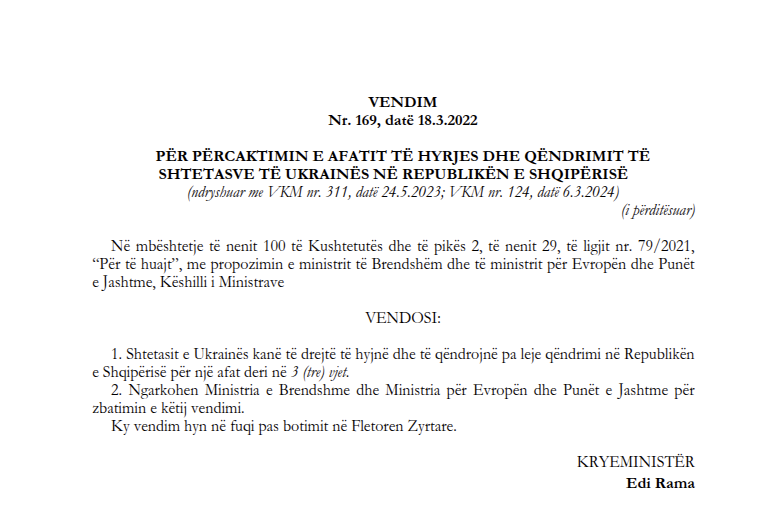 VENDIM
Nr. 169, datë 18.3.2022
PËR PËRCAKTIMIN E AFATIT TË HYRJES DHE QËNDRIMIT TË
SHTETASVE TË UKRAINËS NË REPUBLIKËN E SHQIPËRISË
(ndryshuar me VKM nr. 311, datë 24.5.2023; VKM nr. 124, datë 6.3.2024)
(i përditësuar)
Në mbështetje të nenit 100 të Kushtetutës dhe të pikës 2, të nenit 29, të ligjit nr. 79/2021,
“Për të huajt”, me propozimin e ministrit të Brendshëm dhe të ministrit për Evropën dhe Punët
e Jashtme, Këshilli i Ministrave
VENDOSI:
1. Shtetasit e Ukrainës kanë të drejtë të hyjnë dhe të qëndrojnë pa leje qëndrimi në Republikën
e Shqipërisë për një afat deri në 3 (tre) vjet.
2. Ngarkohen Ministria e Brendshme dhe Ministria për Evropën dhe Punët e Jashtme për
zbatimin e këtij vendimi.
Ky vendim hyn në fuqi pas botimit në Fletoren Zyrtare.
KRYEMINISTËR
Edi Rama